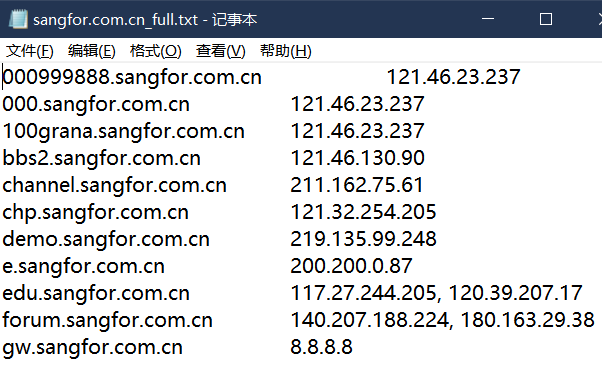 sangfor.com.cn_full.txt - 记事本
文件(F) 编辑(E) 格式(O) 查看(V) 帮助(H)
000999888.sangfor.com.cn 121.46.23.237
000.sangfor.com.cn 121.46.23.237
100grana.sangfor.com.cn 121.46.23.237
bbs2.sangfor.com.cn 121.46.130.90
channel.sangfor.com.cn 211.162.75.61
chp.sangfor.com.cn 121.32.254.205
demo.sangfor.com.cn 219.135.99.248
e.sangfor.com.cn 200.200.0.87
edu.sangfor.com.cn 117.27.244.205, 120.39.207.17
forum.sangfor.com.cn 140.207.188.224, 180.163.29.38
gw.sangfor.com.cn 8.8.8.8